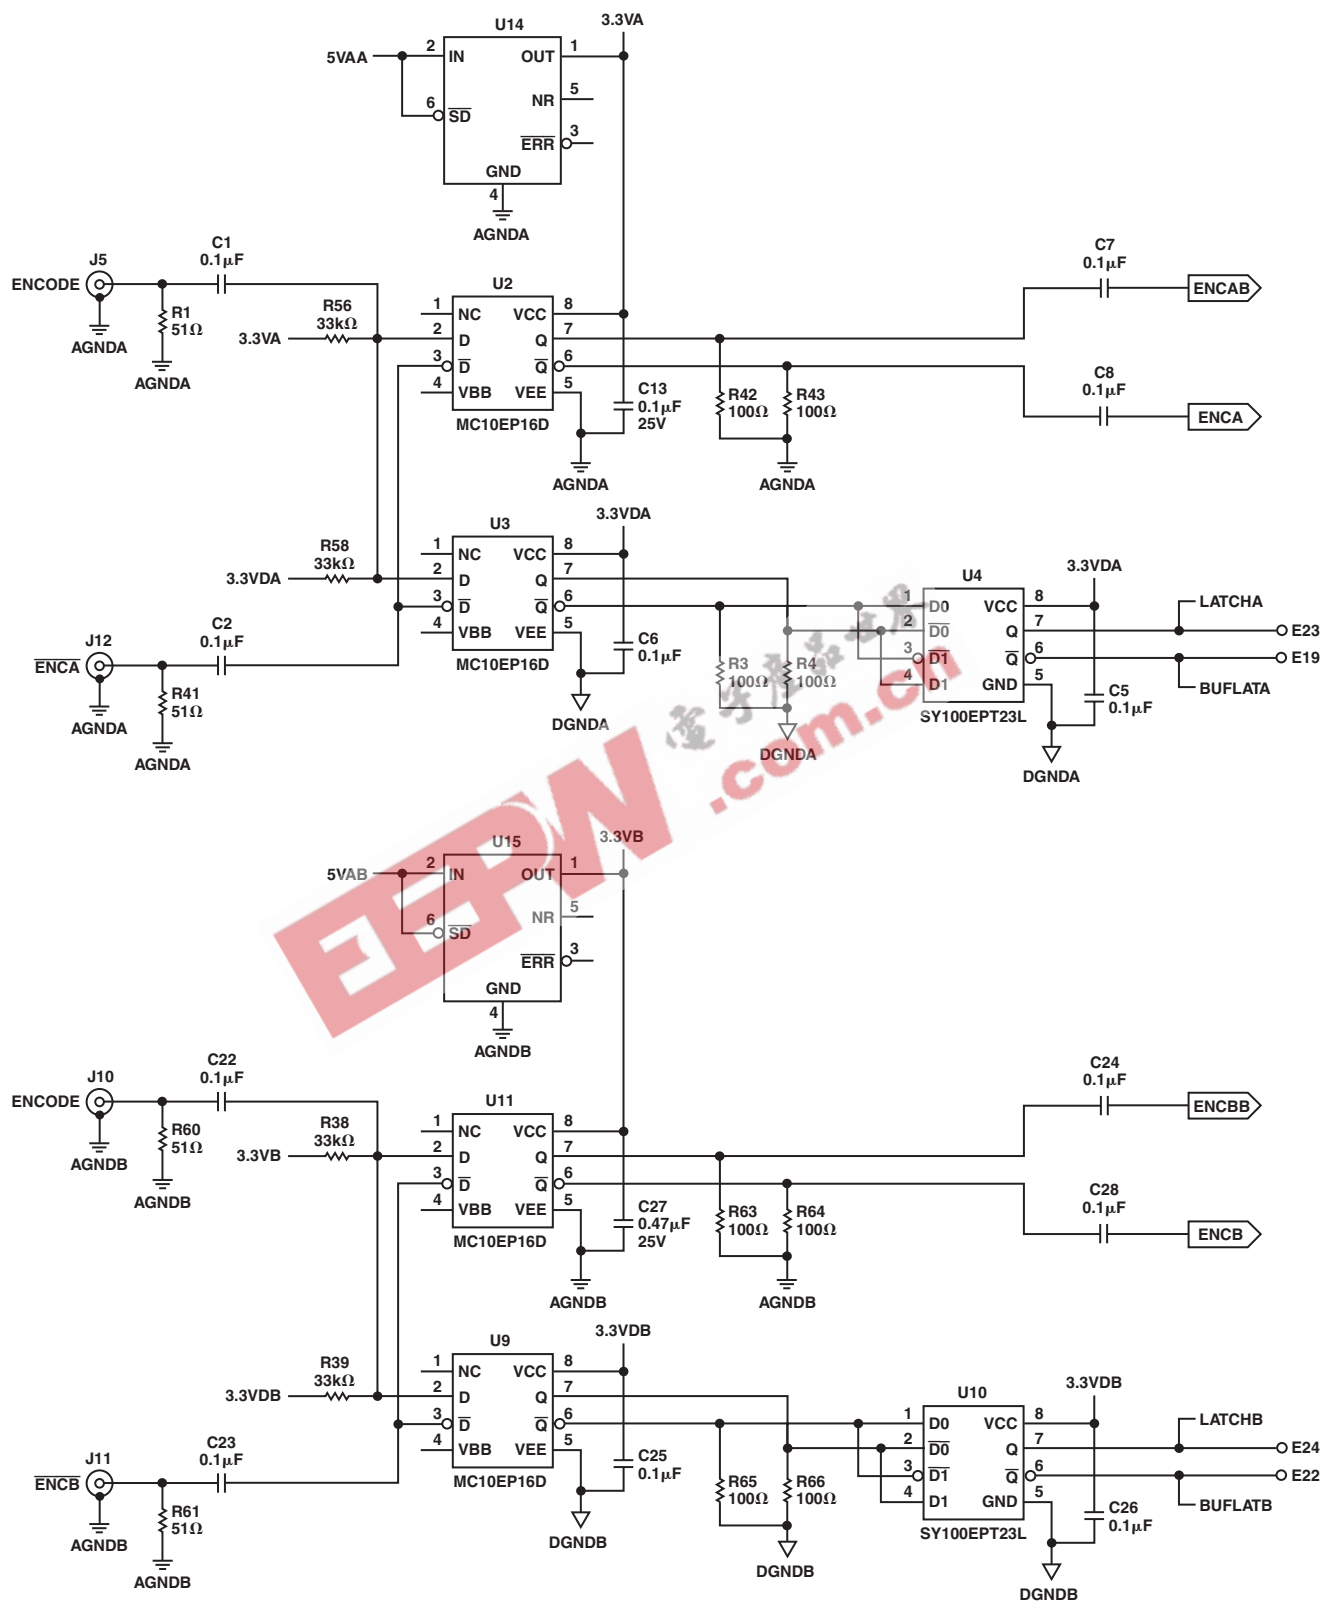 U14
3.3VA
5VAA
2
IN
OUT
1
6
SD
NR
5
ERR
3
GND
4
AGNDA
J5
ENCODE
AGNDA
R1
51Ω
AGNDA
C1
0.1µF
R56
33kΩ
3.3VA
U2
1
NC
VCC
8
2
D
Q
7
3
D
Q
6
4
VBB
VEE
5
MC10EP16D
C13
0.1µF
25V
AGNDA
R42
100Ω
R43
100Ω
AGNDA
C7
0.1µF
ENCAB
C8
0.1µF
ENCA
R58
33kΩ
3.3VDA
U3
3.3VDA
1
NC
VCC
8
2
D
Q
7
3
D
Q
6
4
VBB
VEE
5
MC10EP16D
C6
0.1µF
DGNDA
J12
ENCA
AGNDA
C2
0.1µF
R41
51Ω
AGNDA
R3
100Ω
R4
100Ω
DGNDA
U4
3.3VDA
1
D0
VCC
8
2
D0
Q
7
3
D1
Q
6
4
D1
GND
5
SY100EPT23L
LATCHA
E23
E19
BUFLATA
C5
0.1µF
DGNDA
電子產品世界
EEPW
.com.cn
U15
3.3VB
5VAB
2
IN
OUT
1
6
SD
NR
5
ERR
3
GND
4
AGNDB
J10
ENCODE
AGNDB
R60
51Ω
AGNDB
C22
0.1µF
R38
33kΩ
3.3VB
U11
1
NC
VCC
8
2
D
Q
7
3
D
Q
6
4
VBB
VEE
5
MC10EP16D
C27
0.47µF
25V
AGNDB
R63
100Ω
R64
100Ω
AGNDB
C24
0.1µF
ENCBB
C28
0.1µF
ENCB
R39
33kΩ
3.3VDB
U9
3.3VDB
1
NC
VCC
8
2
D
Q
7
3
D
Q
6
4
VBB
VEE
5
MC10EP16D
C25
0.1µF
DGNDB
J11
ENCB
AGNDB
C23
0.1µF
R61
51Ω
AGNDB
R65
100Ω
R66
100Ω
DGNDB
U10
3.3VDB
1
D0
VCC
8
2
D0
Q
7
3
D1
Q
6
4
D1
GND
5
SY100EPT23L
LATCHB
E24
E22
BUFLATB
C26
0.1µF
DGNDB